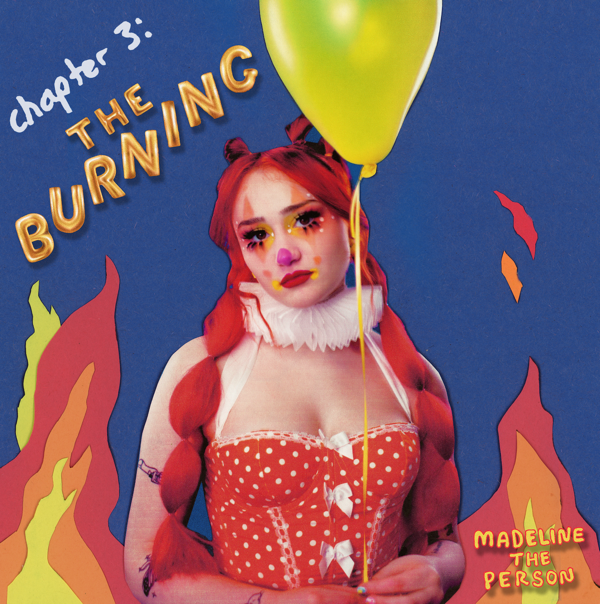 chapter 3:
THE
BURNING
MADELINE
THE
PERSON